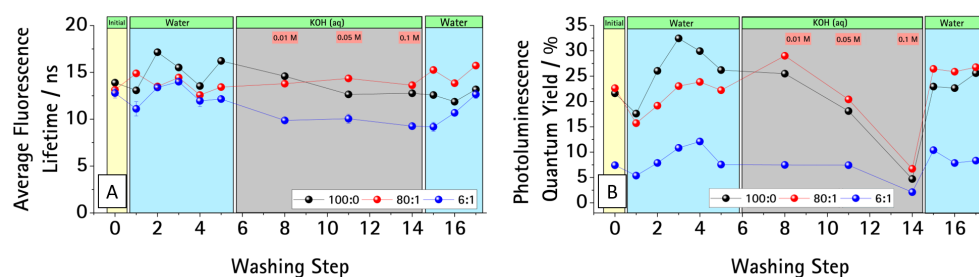 Initial
Water
KOH (aq)
Water
0.01 M
0.05 M
0.1 M
Average Fluorescence
Lifetime / ns
20
15
10
5
0
A
100:0
80:1
6:1
0
2
4
6
8
10
12
14
16
Washing Step
Initial
Water
KOH (aq)
Water
0.01 M
0.05 M
0.1 M
Photoluminescence
Quantum Yield / %
35
30
25
20
15
10
5
0
B
100:0
80:1
6:1
0
2
4
6
8
10
12
14
16
Washing Step